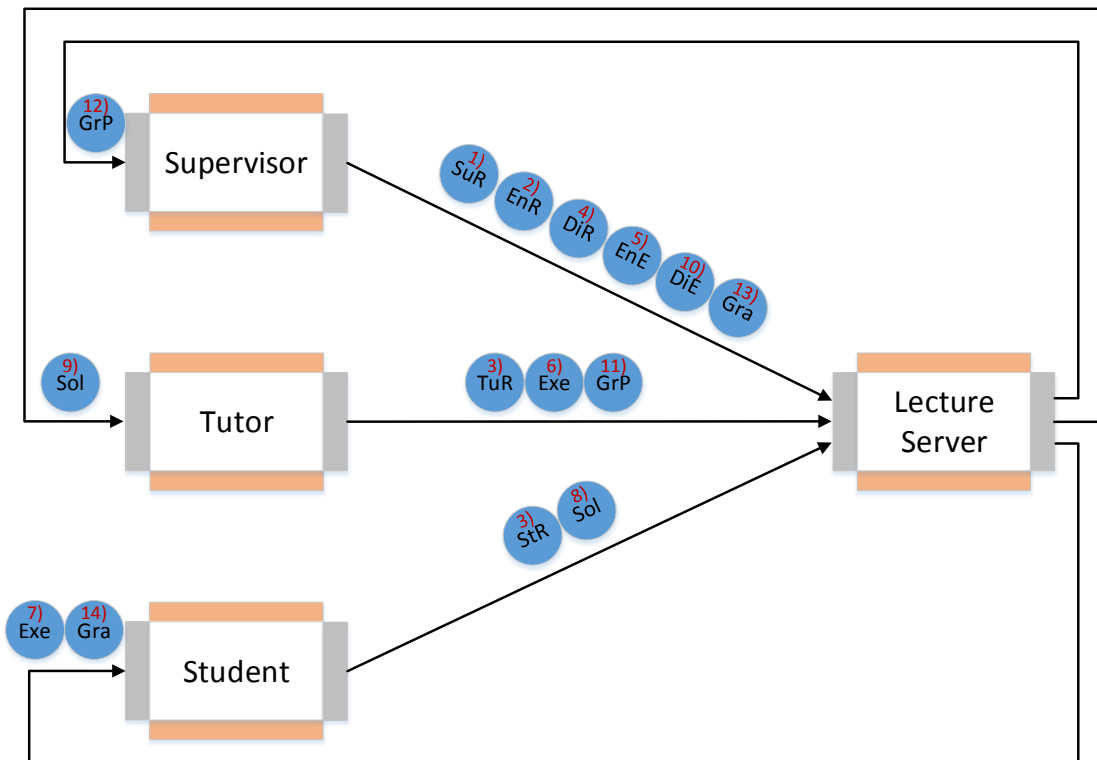 12)
GrP
Supervisor
1)
SuR
2)
EnR
4)
DiR
5)
EnE
10)
DiE
13)
Gra
9)
Sol
Tutor
3)
TuR
6)
Exe
11)
GrP
Lecture
Server
3)
StR
8)
Sol
7)
Exe
14)
Gra
Student